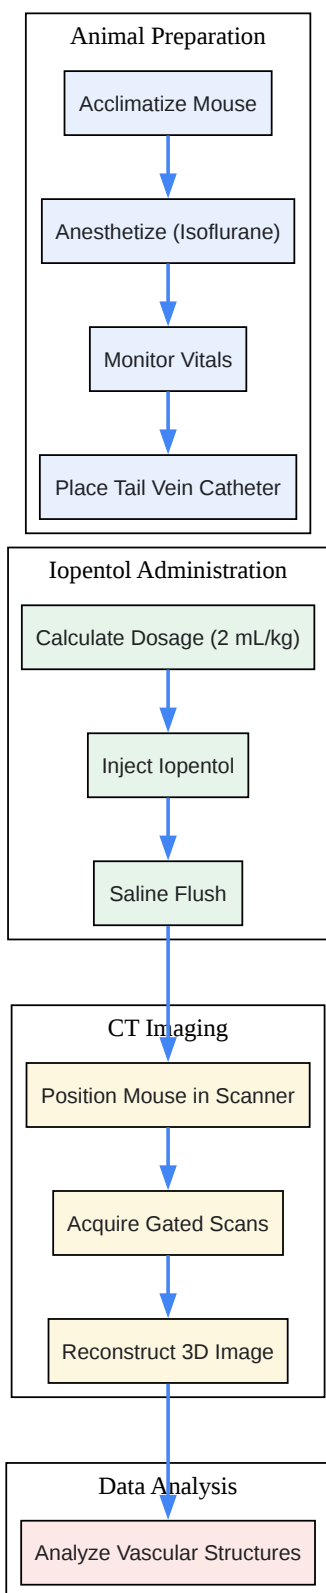 Animal Preparation
Acclimatize Mouse
Anesthetize (Isoflurane)
Monitor Vitals
Place Tail Vein Catheter
Iopentol Administration
Calculate Dosage (2 mL/kg)
Inject Iopentol
Saline Flush
CT Imaging
Position Mouse in Scanner
Acquire Gated Scans
Reconstruct 3D Image
Data Analysis
Analyze Vascular Structures